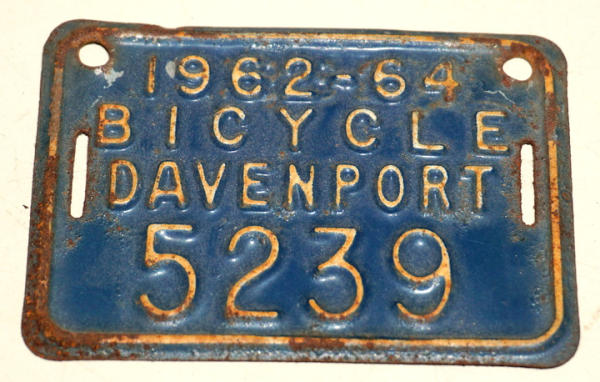 1962-64
BICYCLE
DAVENPORT
5239